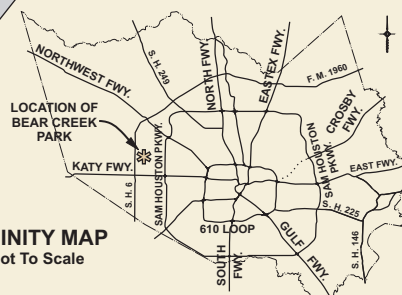 NORTHWEST FWY.
S. H. 249
NORTH FWY.
EASTEX FWY.
F. M. 1960
CROSBY
FWY.
LOCATION OF
BEAR CREEK
PARK
SAM HOUSTON PKWY.
SAM HOUSTON
PKWY.
KATY FWY.
EAST FWY.
S. H. 6
S. H. 225
610 LOOP
GULF FWY.
SOUTH
FWY.
S. H. 146
INITY MAP
ot To Scale